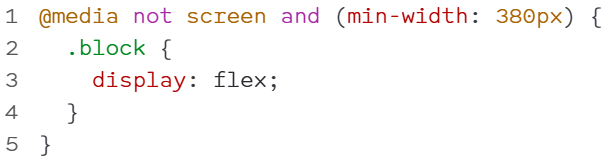 1 @media not screen and (min-width: 380px) {
2   .block {
3     display: flex;
4   }
5 }